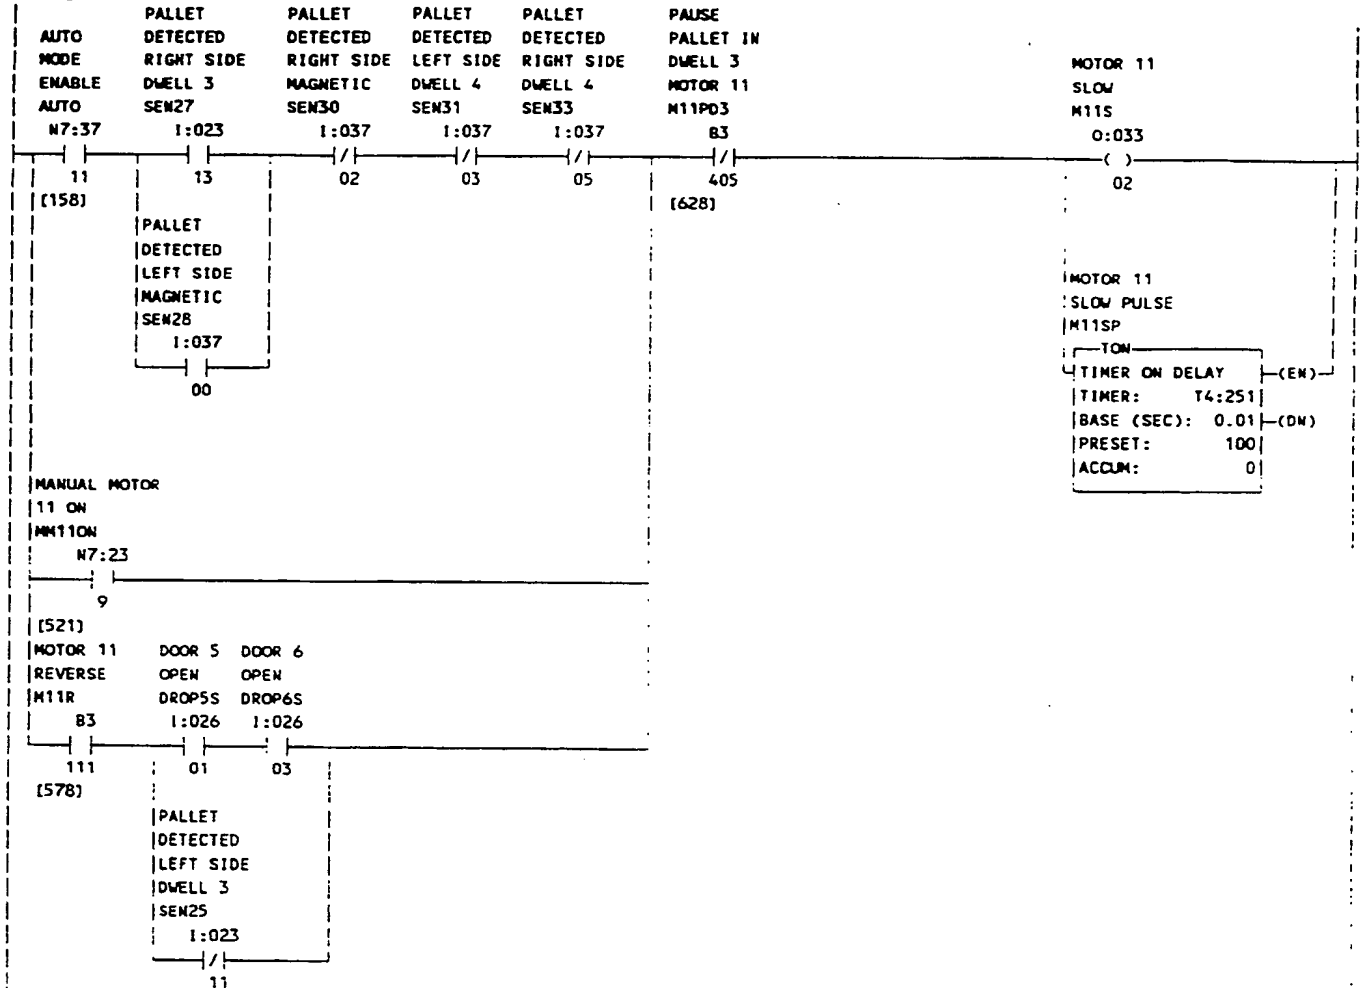 PALLET PALLET PALLET PALLET PAUSE
AUTO DETECTED DETECTED DETECTED DETECTED PALLET IN
MODE RIGHT SIDE RIGHT SIDE LEFT SIDE RIGHT SIDE DWELL 3 MOTOR 11
ENABLE DWELL 3 MAGNETIC DWELL 4 DWELL 4 MOTOR 11 SLOW
AUTO SEN27 SEN30 SEN31 SEN33 M11PD3 M11S
N7:37 I:023 I:037 I:037 I:037 B3 O:033
11 13 02 03 05 405 02
[158] [628]
PALLET
DETECTED
LEFT SIDE
MAGNETIC
SEN28
I:037
00
MOTOR 11
SLOW PULSE
M11SP
TON
TIMER ON DELAY (EN)
TIMER: T4:251
BASE (SEC): 0.01 (DN)
PRESET: 100
ACCUM: 0
MANUAL MOTOR
11 ON
MM11ON
N7:23
9
[521]
MOTOR 11 DOOR 5 DOOR 6
REVERSE OPEN OPEN
M11R DROP5S DROP6S
B3 I:026 I:026
111 01 03
[578]
PALLET
DETECTED
LEFT SIDE
DWELL 3
SEN25
I:023
11